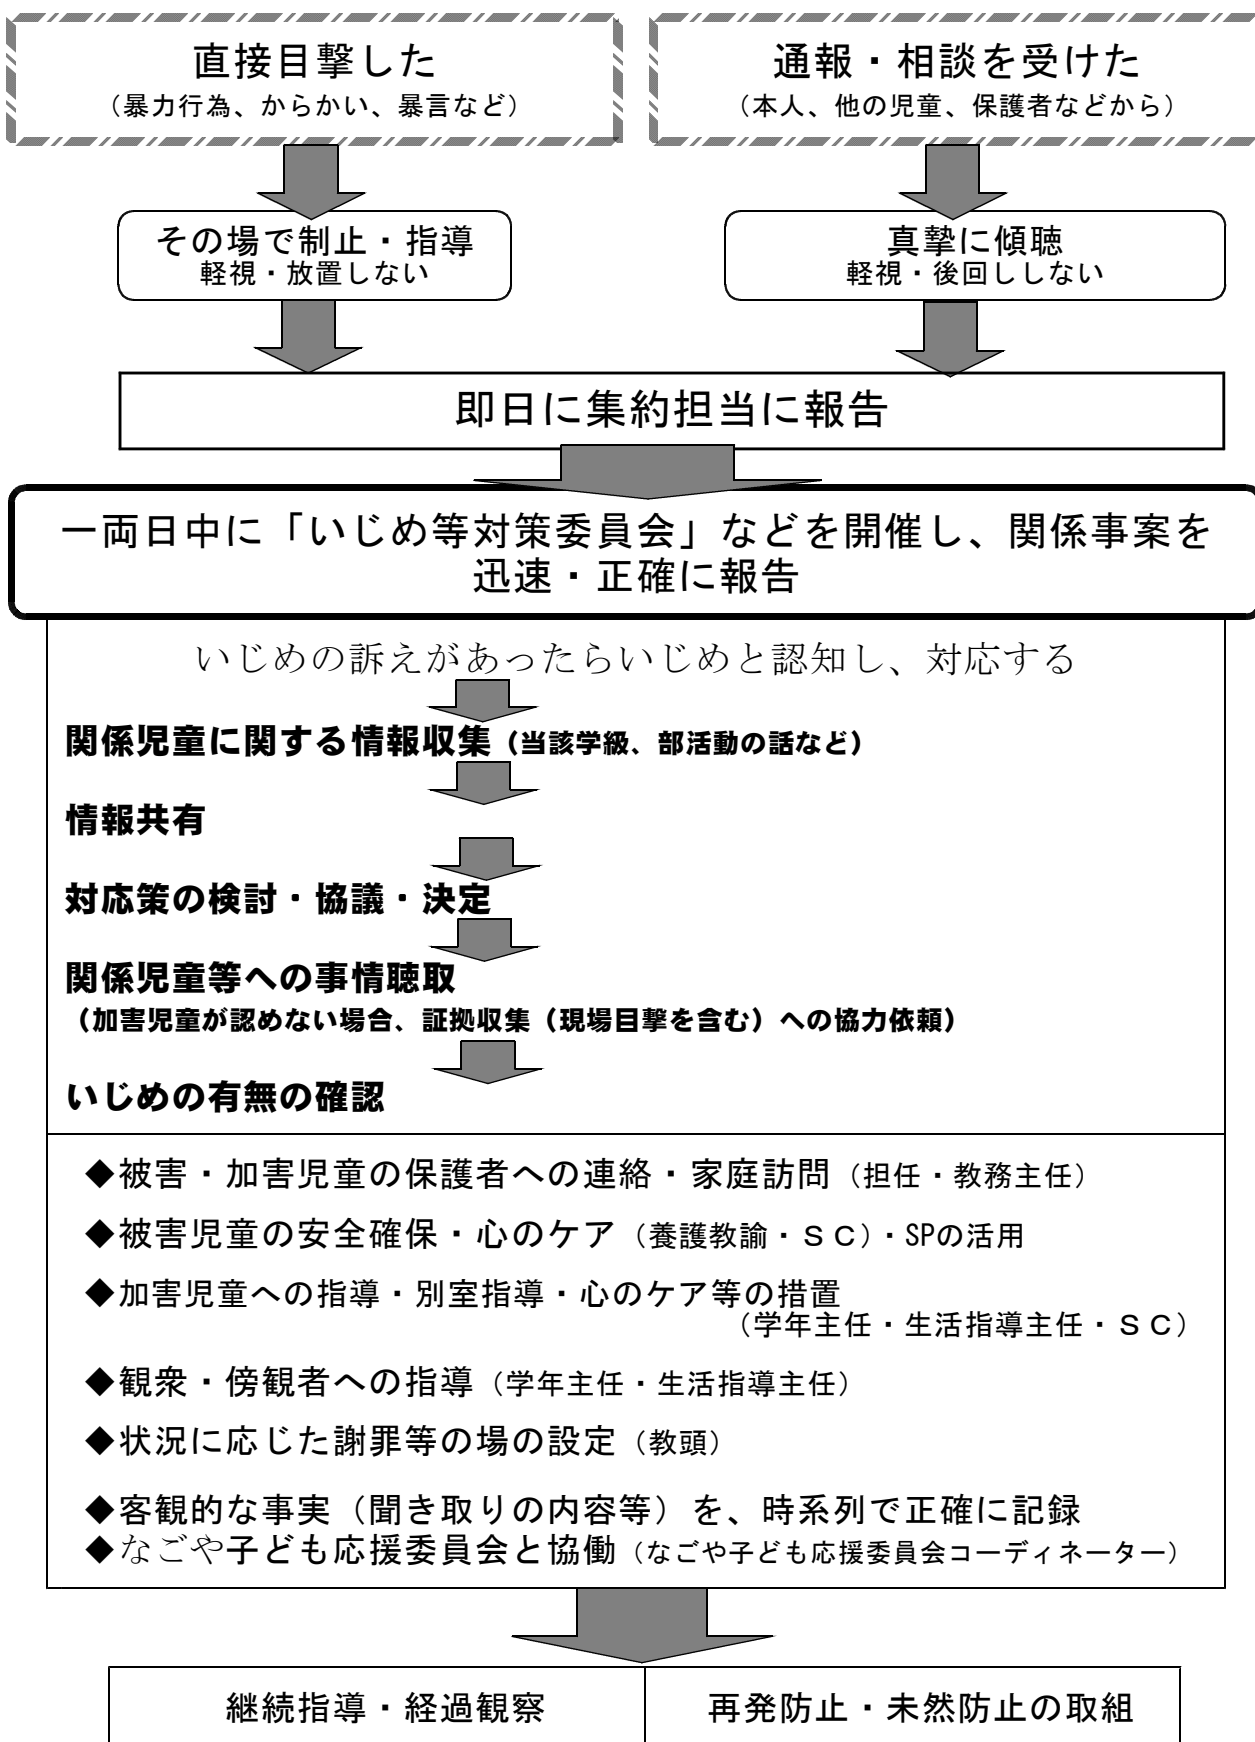 直接目撃した
（暴力行為、からかい、暴言など）
通報・相談を受けた
（本人、他の児童、保護者などから）
その場で制止・指導
軽視・放置しない
真摯に傾聴
軽視・後回ししない
即日に集約担当に報告
一両日中に「いじめ等対策委員会」などを開催し、関係事案を
迅速・正確に報告
いじめの訴えがあったらいじめと認知し、対応する
関係児童に関する情報収集（当該学級、部活動の話など）
情報共有
対応策の検討・協議・決定
関係児童等への事情聴取
（加害児童が認めない場合、証拠収集（現場目撃を含む）への協力依頼）
いじめの有無の確認
◆被害・加害児童の保護者への連絡・家庭訪問（担任・教務主任）
◆被害児童の安全確保・心のケア（養護教諭・ＳＣ）・SPの活用
◆加害児童への指導・別室指導・心のケア等の措置
（学年主任・生活指導主任・ＳＣ）
◆観衆・傍観者への指導（学年主任・生活指導主任）
◆状況に応じた謝罪等の場の設定（教頭）
◆客観的な事実（聞き取りの内容等）を、時系列で正確に記録
◆なごや子ども応援委員会と協働（なごや子ども応援委員会コーディネーター）
継続指導・経過観察
再発防止・未然防止の取組